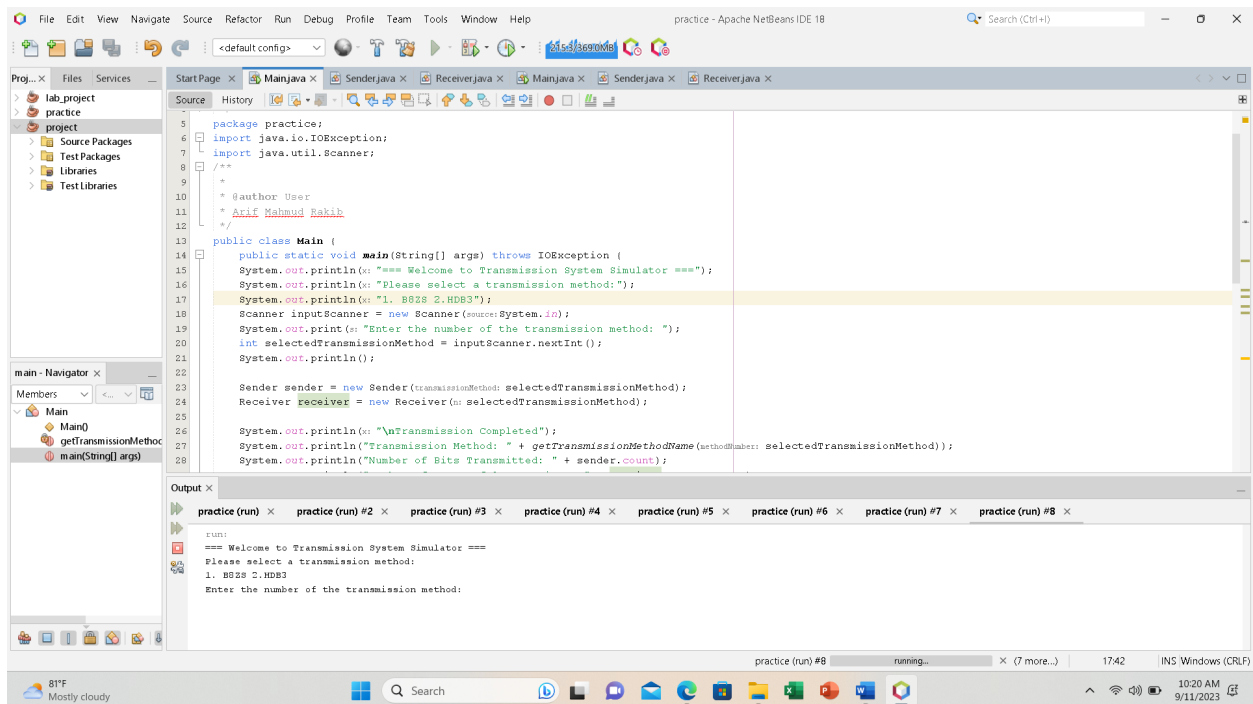 File Edit View Navigate Source Refactor Run Debug Profile Team Tools Window Help practice - Apache NetBeans IDE 18 Search (Ctrl+I)
<default config> 215.3/369.0MB
Proj... × Files Services
Start Page × Main.java × Sender.java × Receiver.java × Main.java × Sender.java × Receiver.java ×
lab_project
practice
project
Source Packages
Test Packages
Libraries
Test Libraries
Source History
5 package practice;
6 import java.io.IOException;
7 import java.util.Scanner;
8 /**
9 *
10 * @author User
11 * Arif Mahmud Rakib
12 */
13 public class Main {
14 public static void main(String[] args) throws IOException {
15 System.out.println(x: "=== Welcome to Transmission System Simulator ===");
16 System.out.println(x: "Please select a transmission method:");
17 System.out.println(x: "1. B8ZS 2.HDB3");
18 Scanner inputScanner = new Scanner(source: System.in);
19 System.out.print(s: "Enter the number of the transmission method: ");
20 int selectedTransmissionMethod = inputScanner.nextInt();
21 System.out.println();
22
23 Sender sender = new Sender(transmissionMethod: selectedTransmissionMethod);
24 Receiver receiver = new Receiver(n: selectedTransmissionMethod);
25
26 System.out.println(x: "\nTransmission Completed");
27 System.out.println("Transmission Method: " + getTransmissionMethodName(methodNumber: selectedTransmissionMethod));
28 System.out.println("Number of Bits Transmitted: " + sender.count);
main - Navigator ×
Members <...
Main
Main()
getTransmissionMethod
main(String[] args)
Output ×
practice (run) × practice (run) #2 × practice (run) #3 × practice (run) #4 × practice (run) #5 × practice (run) #6 × practice (run) #7 × practice (run) #8 ×
run:
=== Welcome to Transmission System Simulator ===
Please select a transmission method:
1. B8ZS 2.HDB3
Enter the number of the transmission method:
practice (run) #8 running... × (7 more...) 17:42 INS Windows (CRLF)
81°F
Mostly cloudy
Search
10:20 AM
9/11/2023